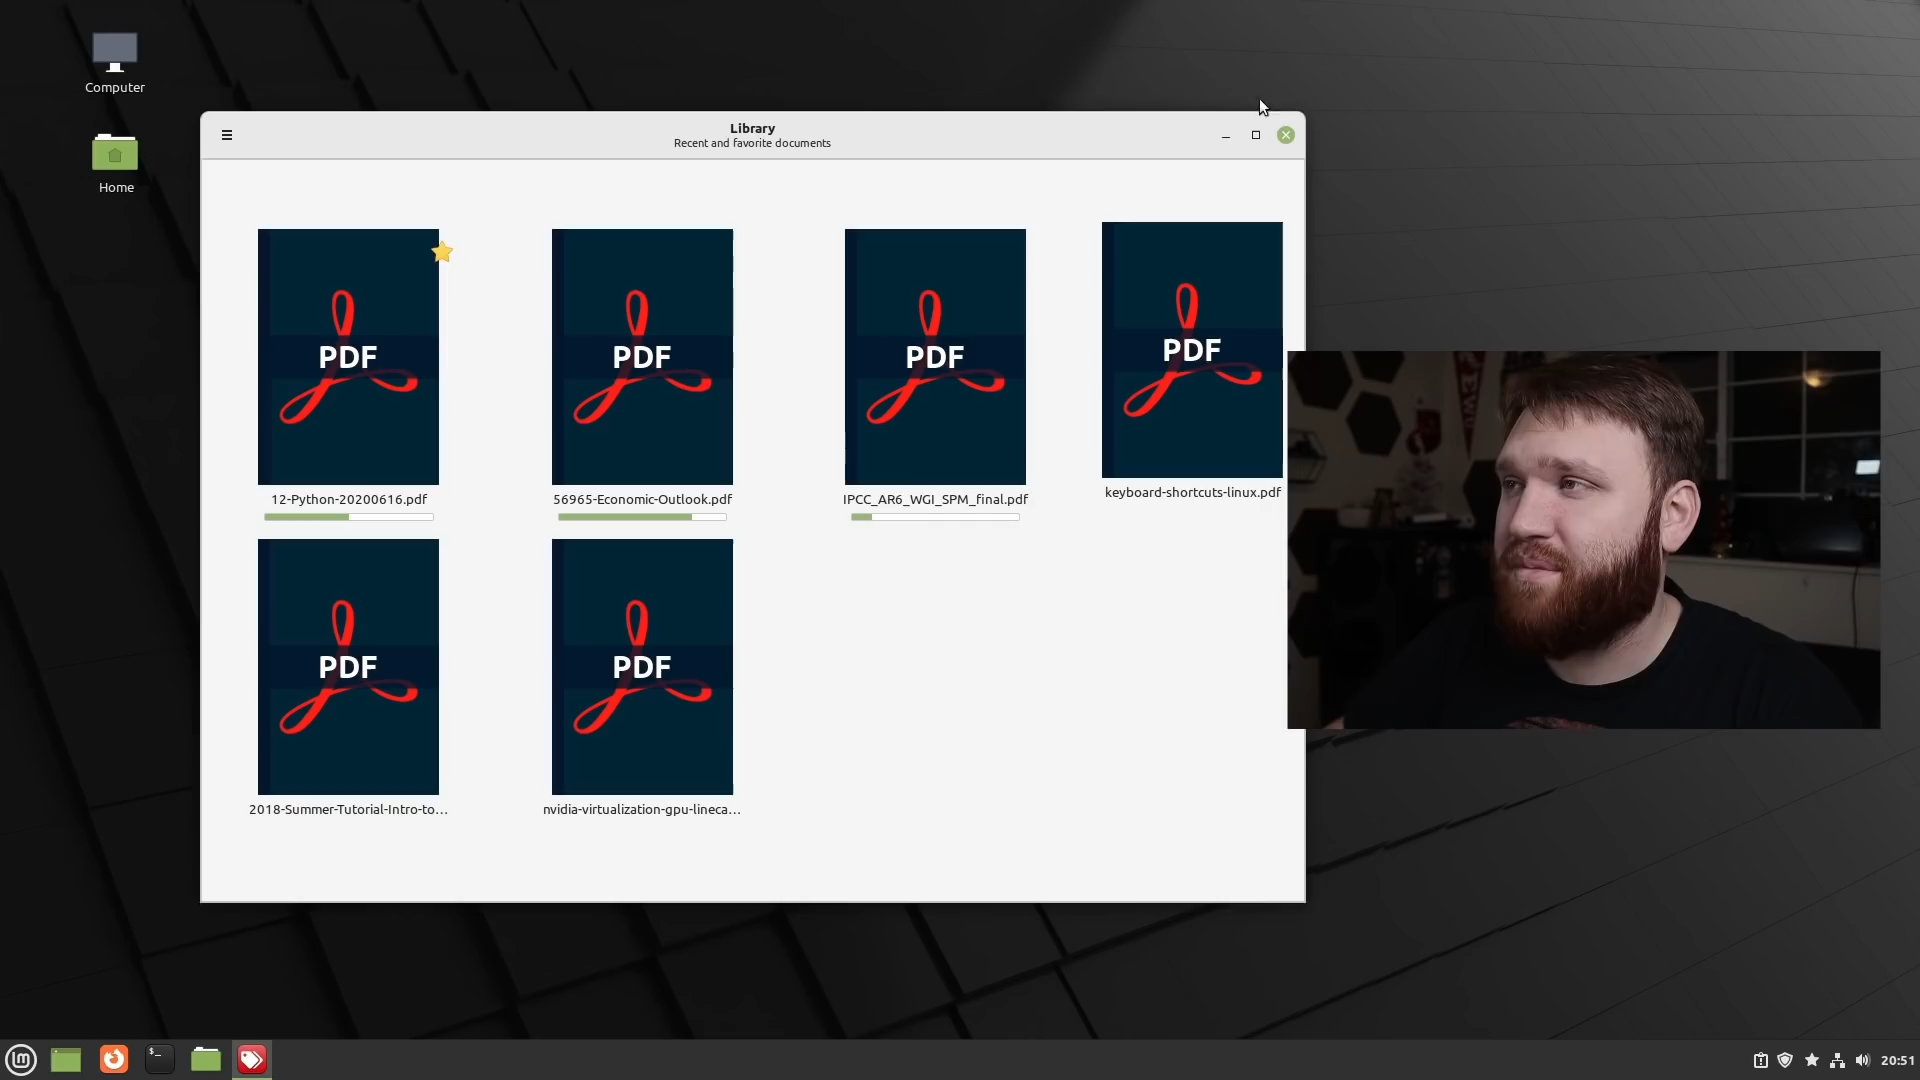 Computer
Home
Library
Recent and favorite documents
PDF
PDF
PDF
PDF
12-Python-20200616.pdf
56965-Economic-Outlook.pdf
IPCC_AR6_WGI_SPM_final.pdf
keyboard-shortcuts-linux.pdf
PDF
PDF
2018-Summer-Tutorial-Intro-to...
nvidia-virtualization-gpu-lineca...
$_
20:51